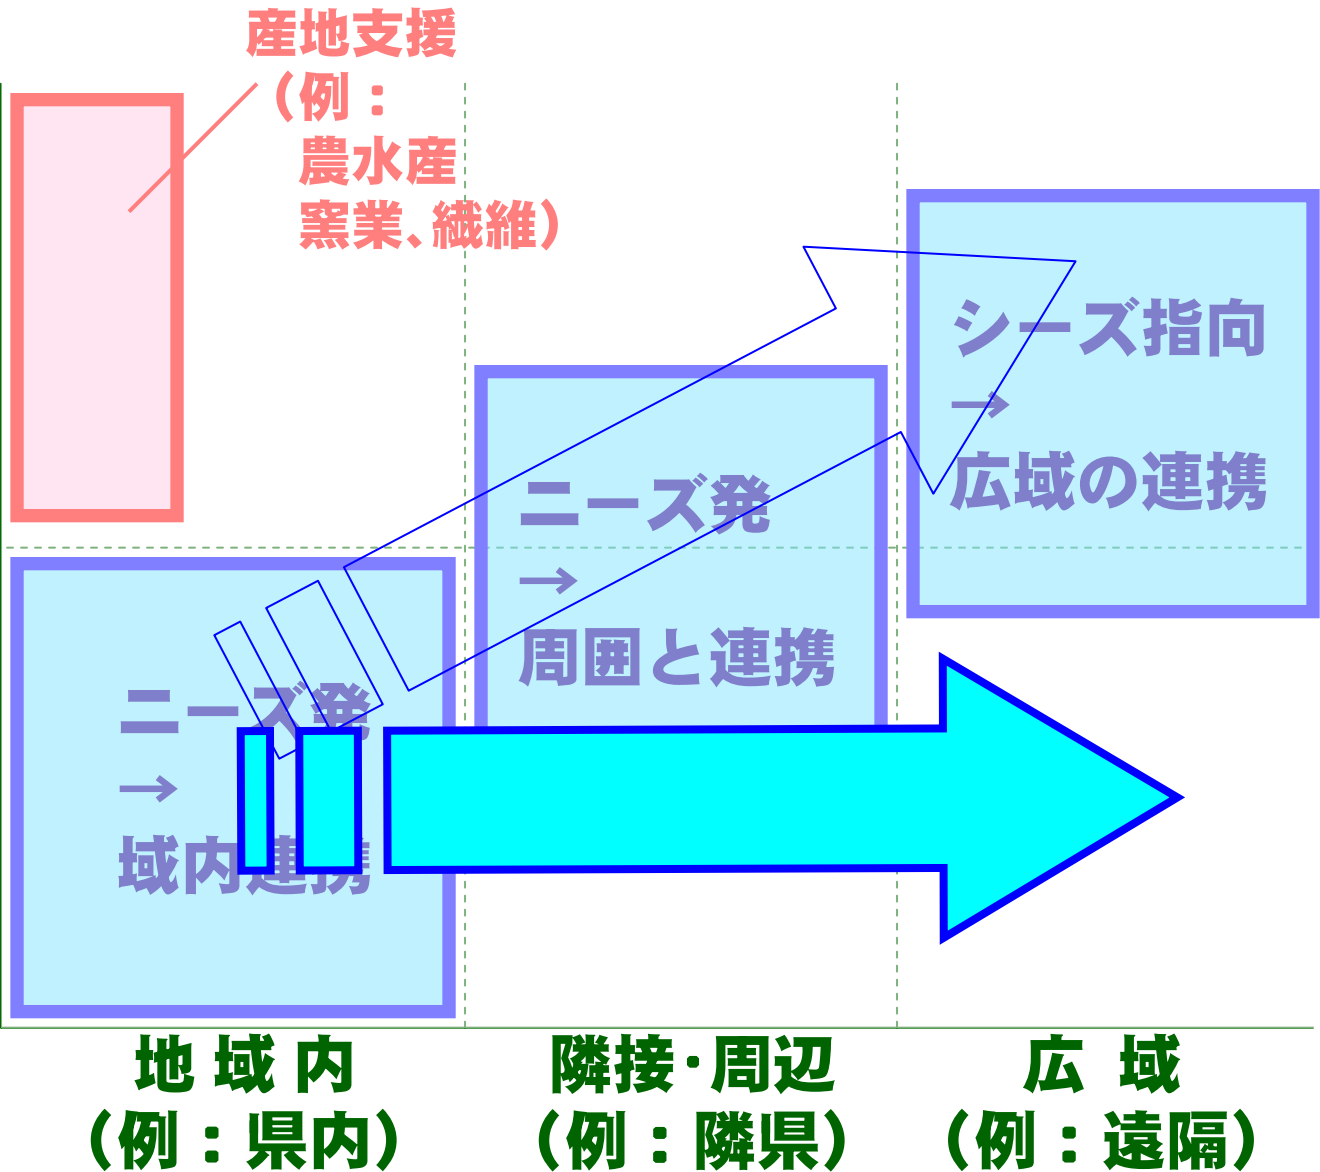 産地支援
（例：
農水産
窯業、繊維）
シーズ指向
→
広域の連携
ニーズ発
→
周囲と連携
ニーズ発
→
域内連携
地域内
（例：県内）
隣接・周辺
（例：隣県）
広域
（例：遠隔）